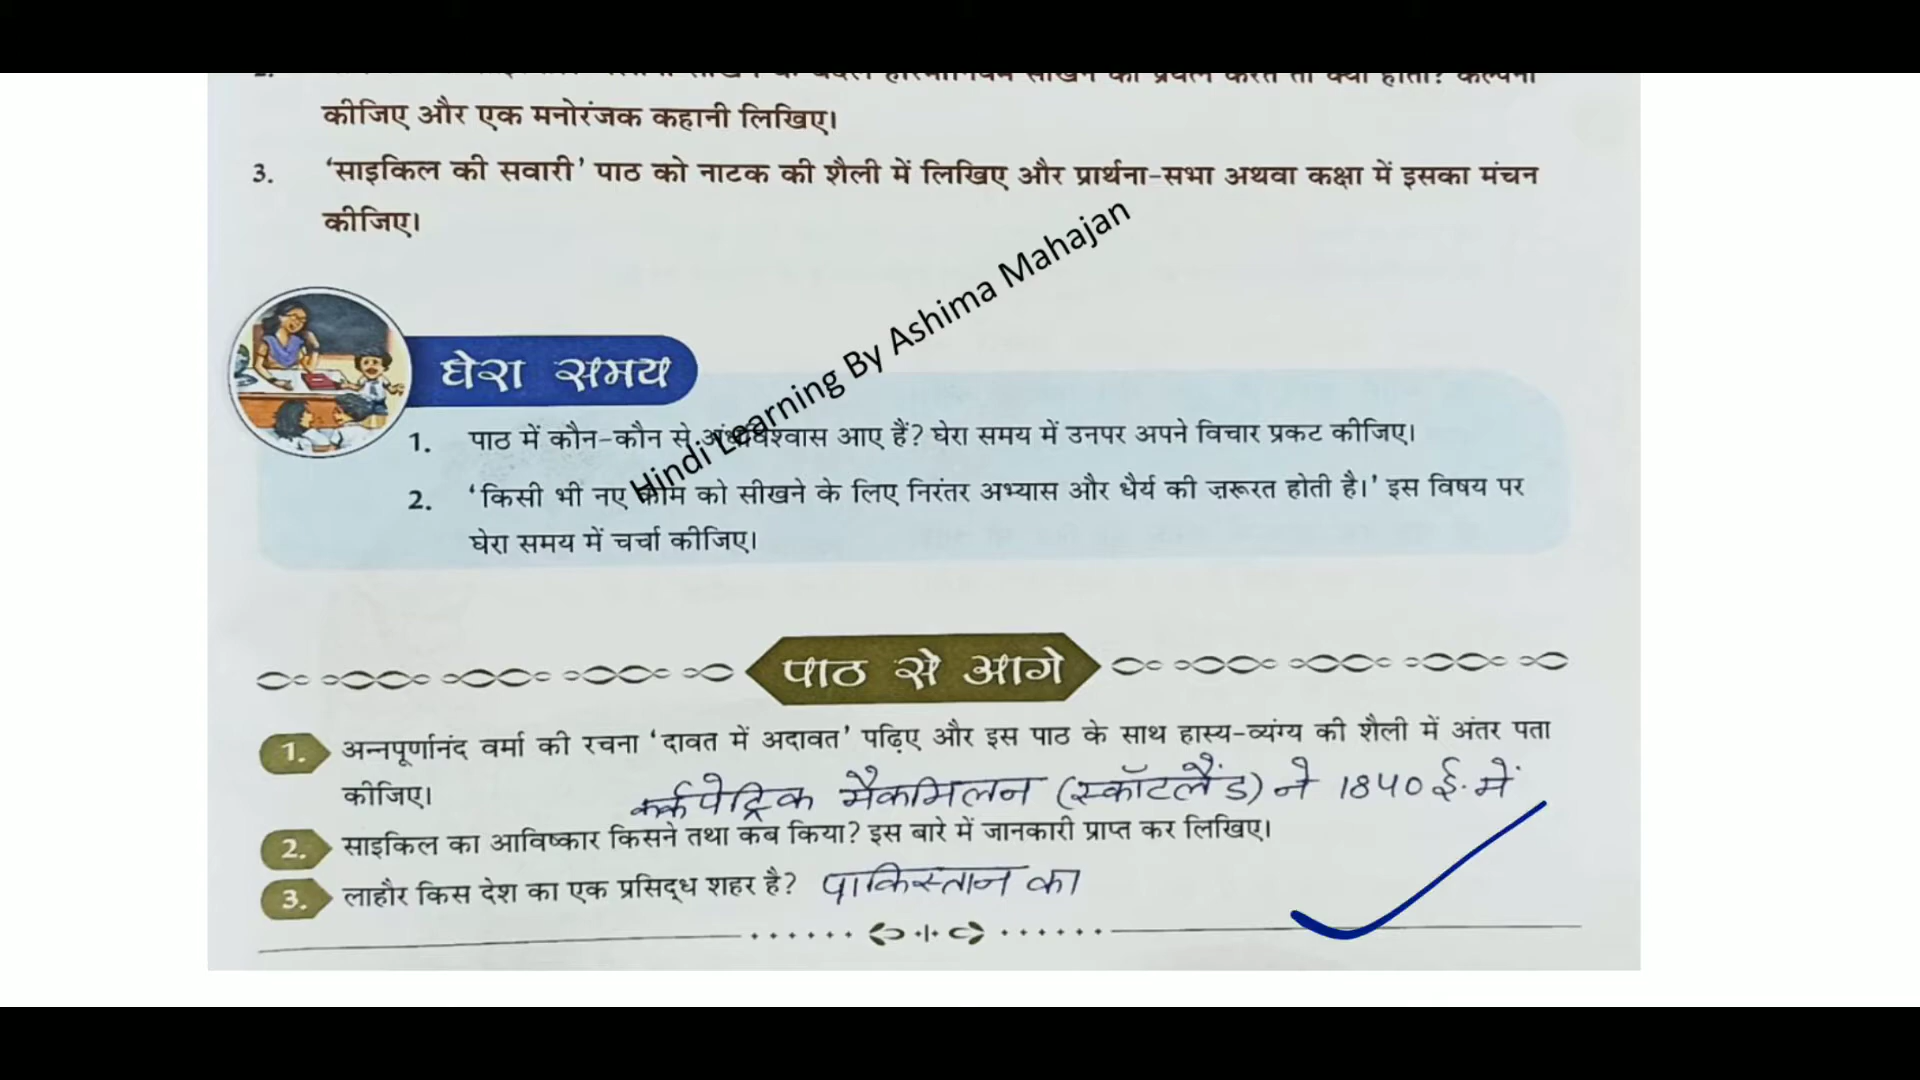 कीजिए और एक मनोरंजक कहानी लिखिए।
3. ‘साइकिल की सवारी’ पाठ को नाटक की शैली में लिखिए और प्रार्थना-सभा अथवा कक्षा में इसका मंचन
कीजिए।
Hindi Learning By Ashima Mahajan
घेरा समय
1. पाठ में कौन-कौन से अंधविश्वास आए हैं? घेरा समय में उनपर अपने विचार प्रकट कीजिए।
2. ‘किसी भी नए काम को सीखने के लिए निरंतर अभ्यास और धैर्य की ज़रूरत होती है।’ इस विषय पर
घेरा समय में चर्चा कीजिए।
पाठ से आगे
1. अन्नपूर्णानंद वर्मा की रचना ‘दावत में अदावत’ पढ़िए और इस पाठ के साथ हास्य-व्यंग्य की शैली में अंतर पता
कीजिए।
कर्कपेट्रिक मैकमिलन (स्कॉटलैंड) ने 1840 ई. में
2. साइकिल का आविष्कार किसने तथा कब किया? इस बारे में जानकारी प्राप्त कर लिखिए।
3. लाहौर किस देश का एक प्रसिद्ध शहर है? पाकिस्तान का